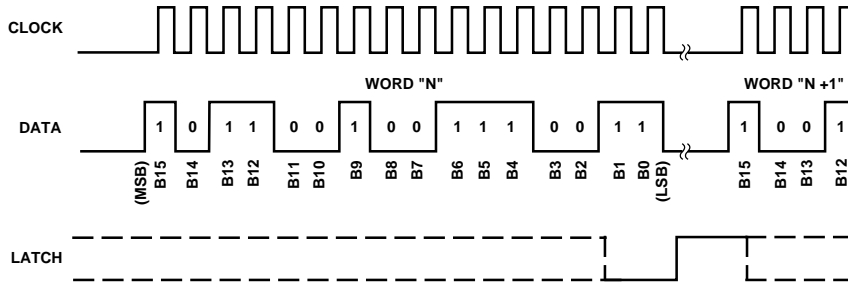 CLOCK
WORD "N"
WORD "N +1"
DATA
1 0 1 1 0 0 1 0 0 1 1 1 0 0 1 1 1 0 0 1
(MSB) B15 B14 B13 B12 B11 B10 B9 B8 B7 B6 B5 B4 B3 B2 B1 B0 (LSB) B15 B14 B13 B12
LATCH